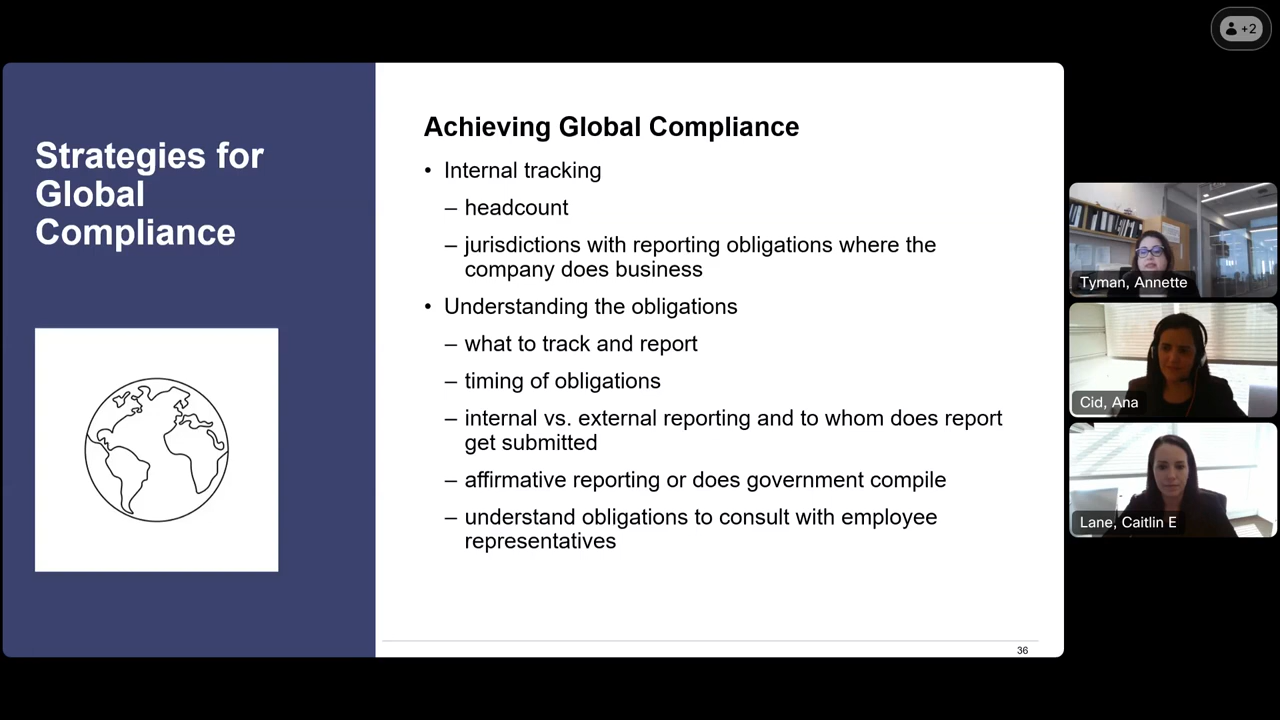 +2
Strategies for
Global
Compliance
Achieving Global Compliance
• Internal tracking
– headcount
– jurisdictions with reporting obligations where the
company does business
• Understanding the obligations
– what to track and report
– timing of obligations
– internal vs. external reporting and to whom does report
get submitted
– affirmative reporting or does government compile
– understand obligations to consult with employee
representatives
36
Tyman, Annette
Cid, Ana
Lane, Caitlin E